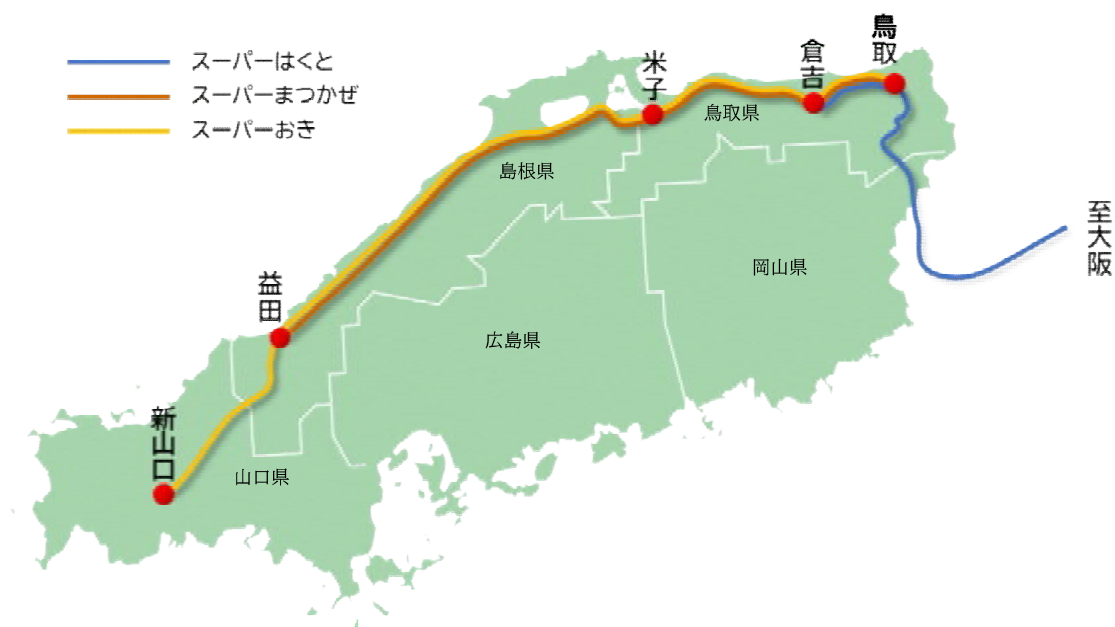 スーパーはくと
スーパーまつかぜ
スーパーおき
鳥取
倉吉
米子
鳥取県
島根県
至大阪
岡山県
益田
広島県
新山口
山口県